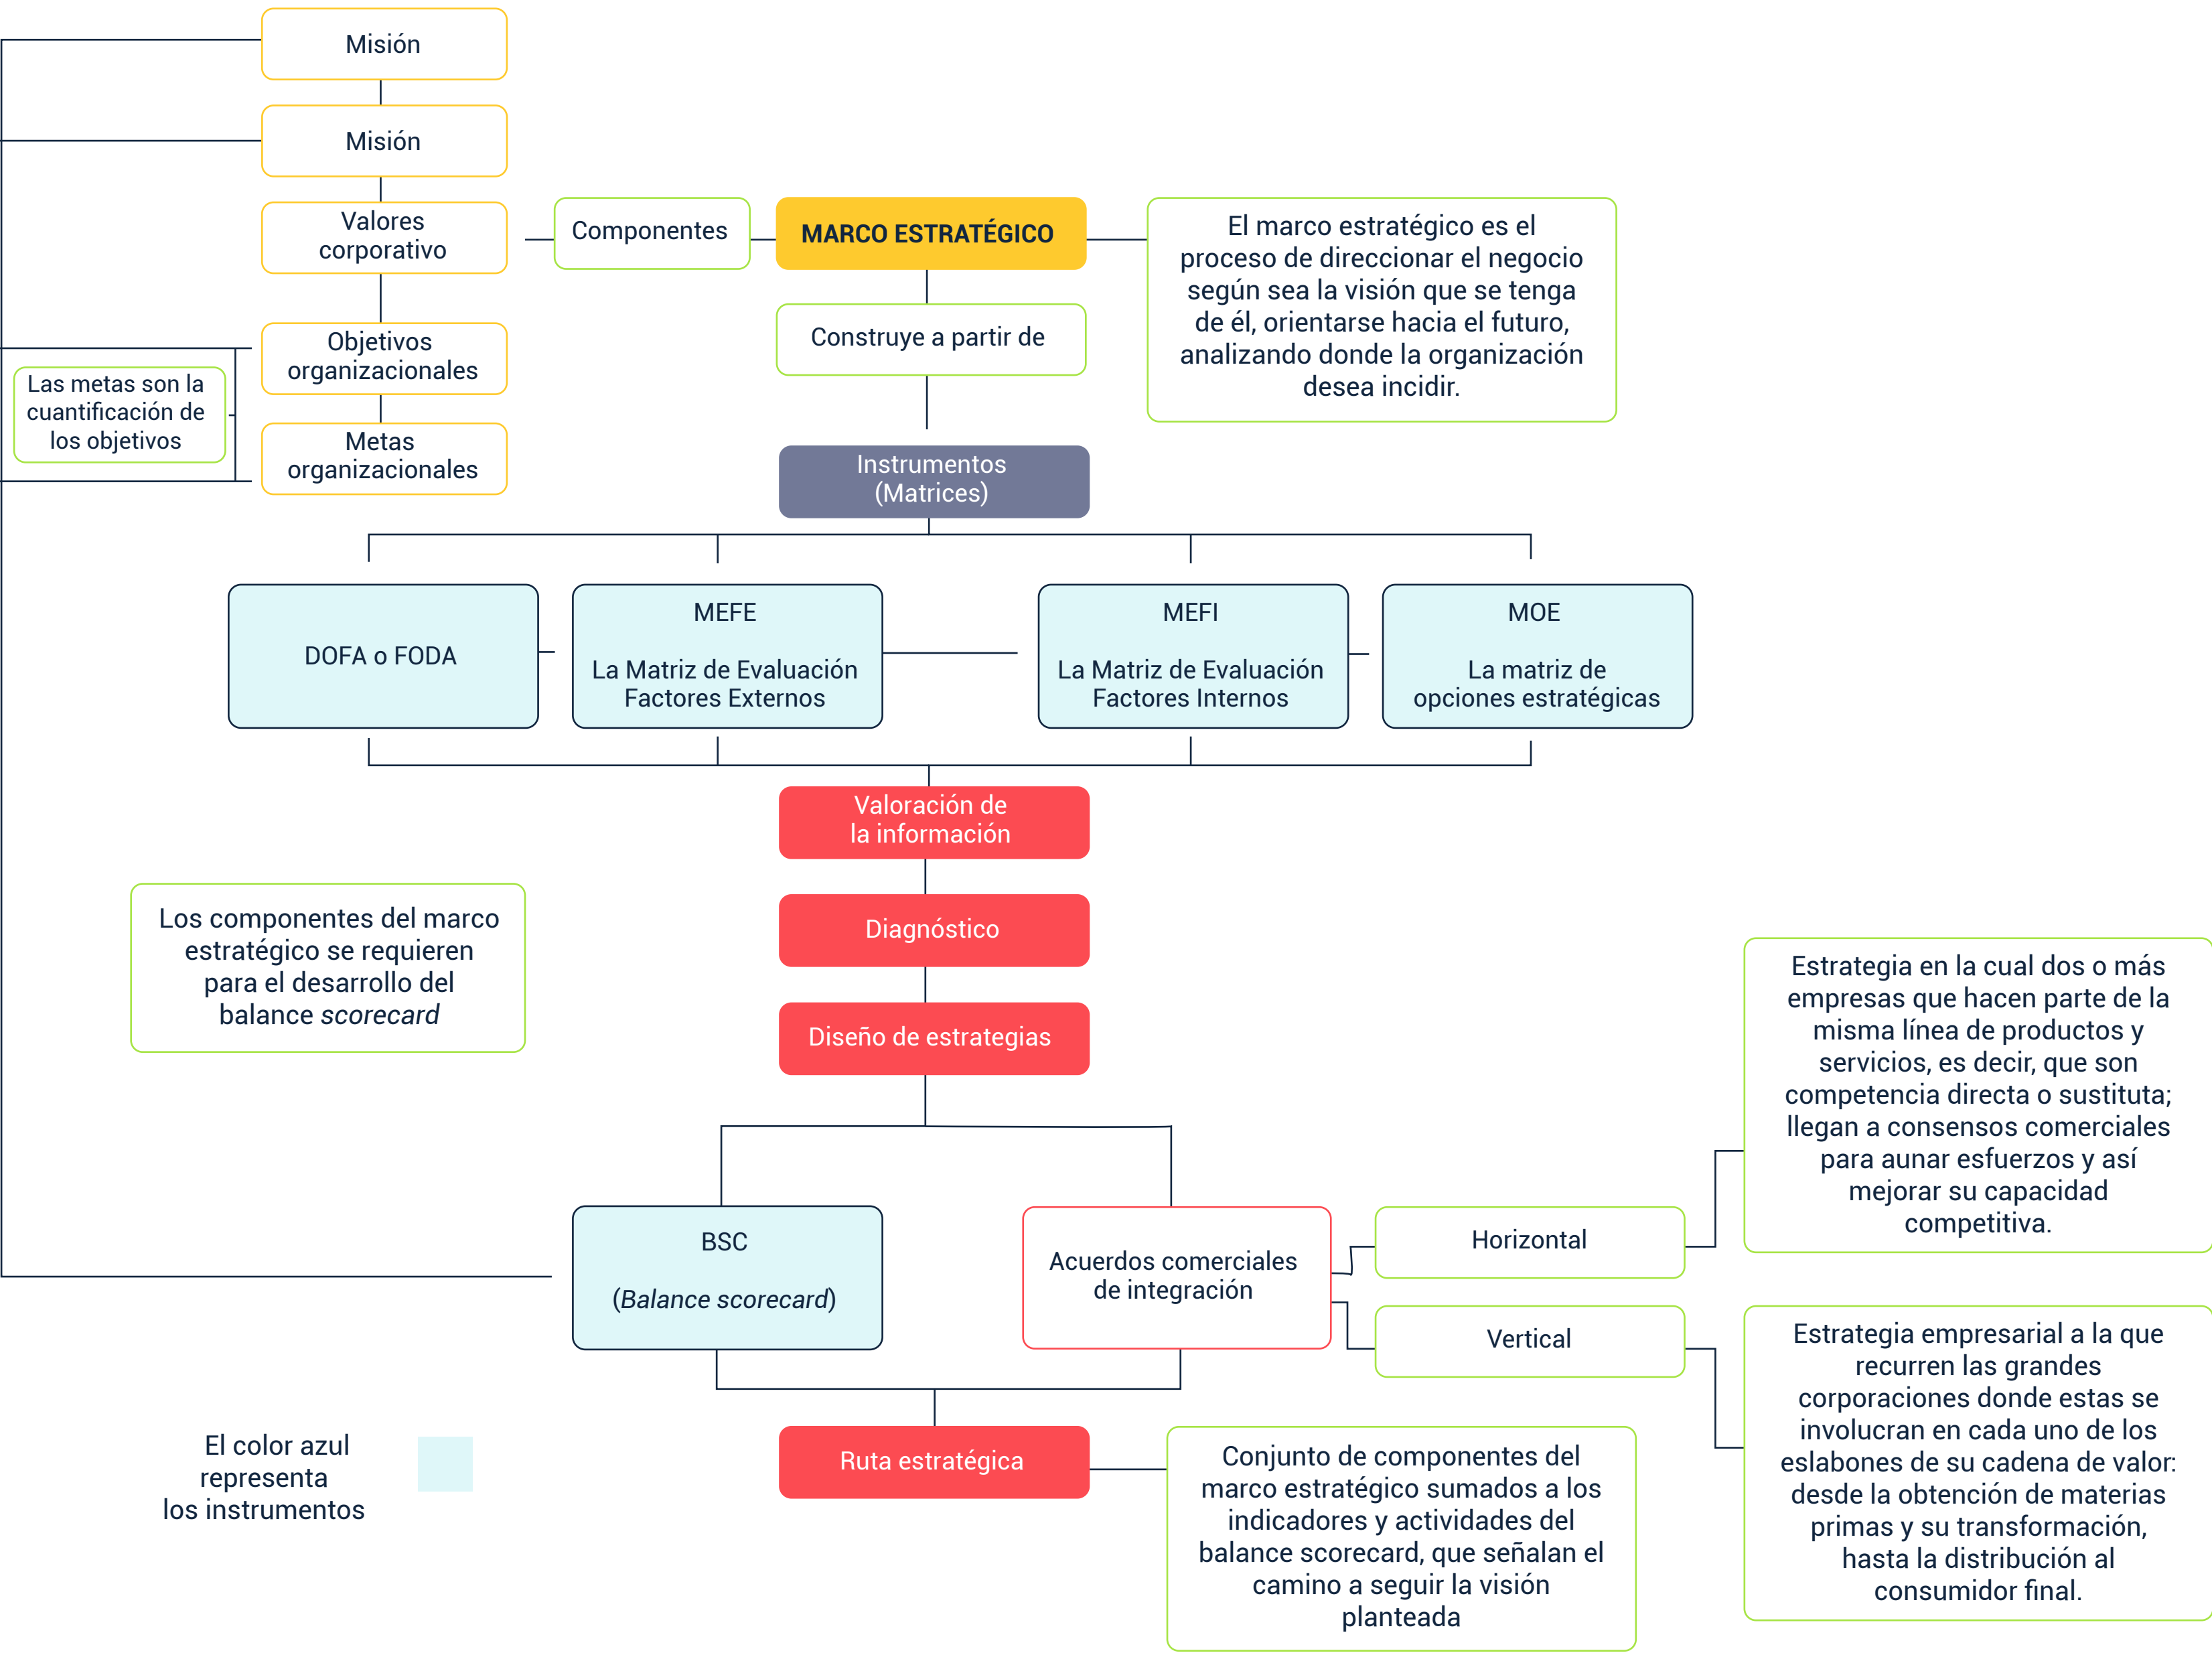 Misión
Misión
Valores
corporativo
Componentes
MARCO ESTRATÉGICO
El marco estratégico es el
proceso de direccionar el negocio
según sea la visión que se tenga
de él, orientarse hacia el futuro,
analizando donde la organización
desea incidir.
Construye a partir de
Objetivos
organizacionales
Las metas son la
cuantificación de
los objetivos
Metas
organizacionales
Instrumentos
(Matrices)
DOFA o FODA
MEFE
La Matriz de Evaluación
Factores Externos
MEFI
La Matriz de Evaluación
Factores Internos
MOE
La matriz de
opciones estratégicas
Valoración de
la información
Diagnóstico
Los componentes del marco
estratégico se requieren
para el desarrollo del
balance scorecard
Diseño de estrategias
BSC
(Balance scorecard)
Acuerdos comerciales
de integración
Horizontal
Estrategia en la cual dos o más
empresas que hacen parte de la
misma línea de productos y
servicios, es decir, que son
competencia directa o sustituta;
llegan a consensos comerciales
para aunar esfuerzos y así
mejorar su capacidad
competitiva.
Vertical
Estrategia empresarial a la que
recurren las grandes
corporaciones donde estas se
involucran en cada uno de los
eslabones de su cadena de valor:
desde la obtención de materias
primas y su transformación,
hasta la distribución al
consumidor final.
Ruta estratégica
Conjunto de componentes del
marco estratégico sumados a los
indicadores y actividades del
balance scorecard, que señalan el
camino a seguir la visión
planteada
El color azul
representa
los instrumentos